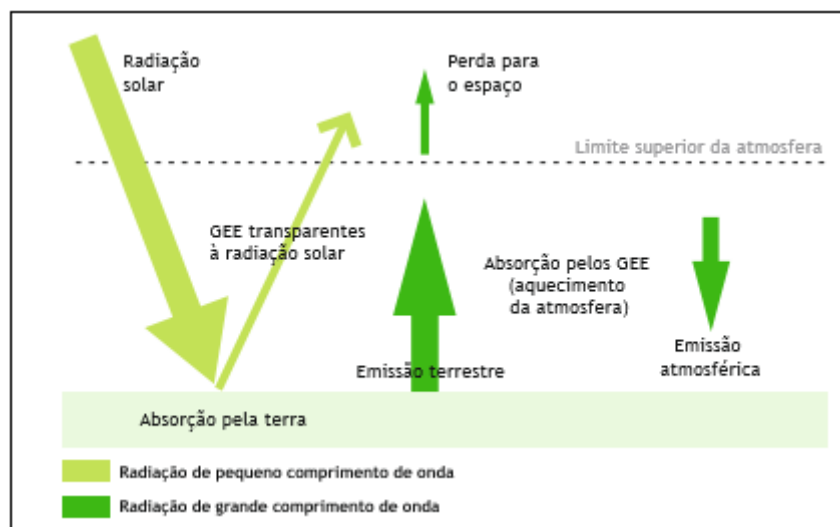 Radiação
solar
Perda para
o espaço
Limite superior da atmosfera
GEE transparentes
à radiação solar
Absorção pelos GEE
(aquecimento
da atmosfera)
Emissão
atmosférica
Emissão terrestre
Absorção pela terra
Radiação de pequeno comprimento de onda
Radiação de grande comprimento de onda